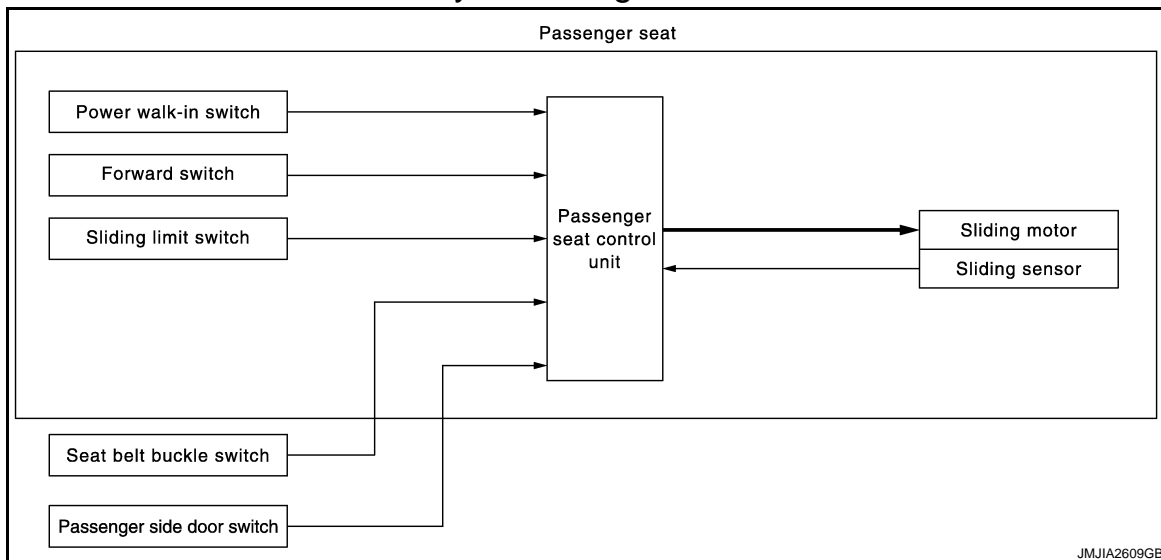 Passenger seat
Power walk-in switch
Forward switch
Sliding limit switch
Passenger
seat control
unit
Sliding motor
Sliding sensor
Seat belt buckle switch
Passenger side door switch